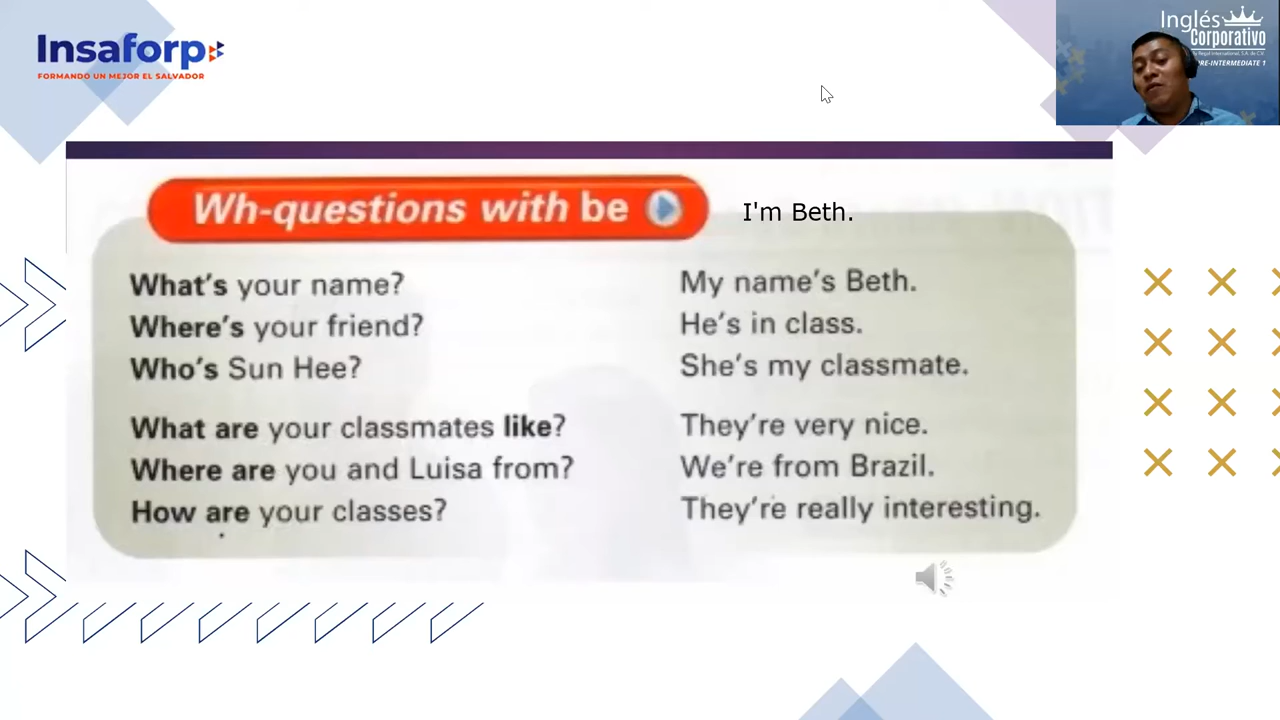 Insaforp
FORMANDO UN MEJOR EL SALVADOR
Inglés
Corporativo
PRE-INTERMEDIATE 1
Wh-questions with be
I'm Beth.
What's your name? My name's Beth.
Where's your friend? He's in class.
Who's Sun Hee? She's my classmate.
What are your classmates like? They're very nice.
Where are you and Luisa from? We're from Brazil.
How are your classes? They're really interesting.